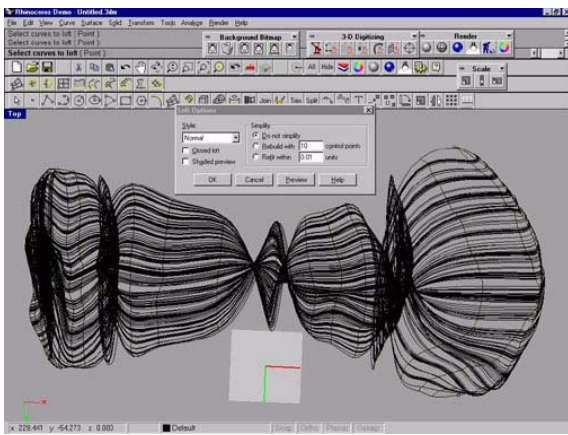 Rhinoceros Demo - Untitled.3dm
File Edit View Curve Surface Solid Transform Tools Analyze Render Help
Select curves to loft ( Point ):
Select curves to loft ( Point ):
Select curves to loft ( Point ):
Background Bitmap
3-D Digitizing
Render
All Hide
Scale
Join Trim Split
Top
Loft Options
Style:
Normal
Closed loft
Shaded preview
Simplify
Do not simplify
Rebuild with 10 control points
Refit within 0.01 units
OK Cancel Preview Help
x
x 228.441 y -54.273 z 0.000 Default Snap Ortho Planar Osnap